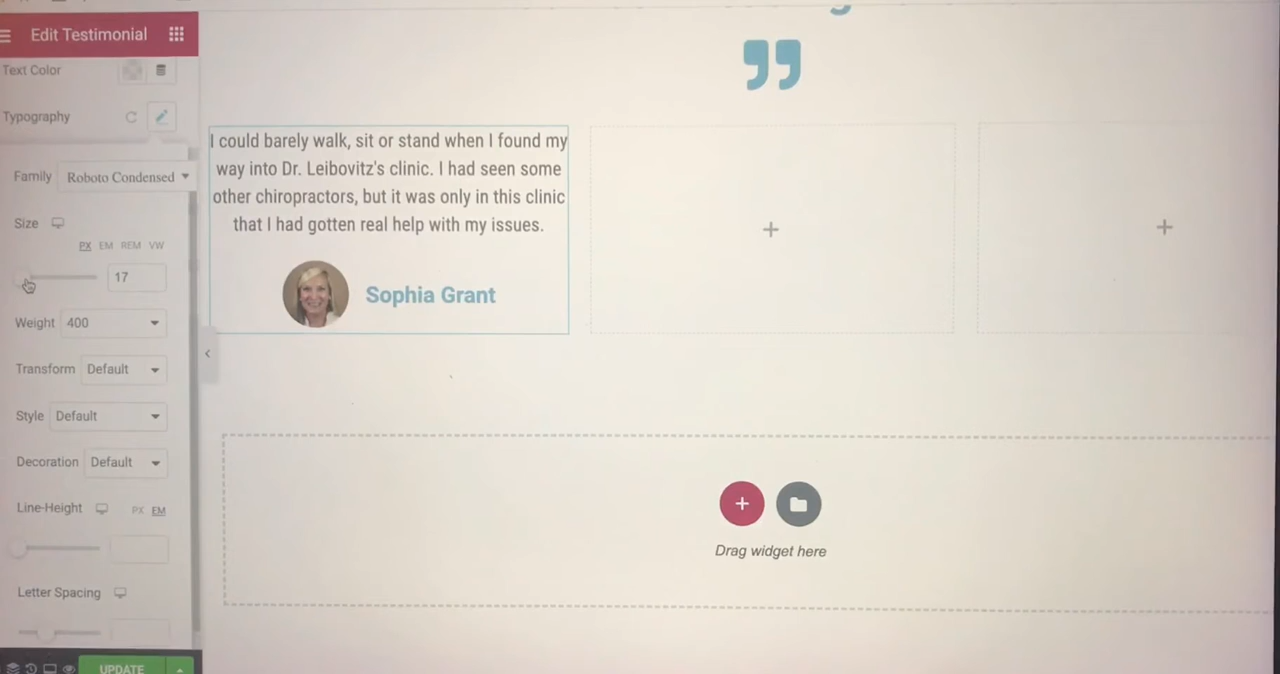 Edit Testimonial
Text Color
Typography
Family Roboto Condensed
Size
PX EM REM VW
17
Weight 400
Transform Default
Style Default
Decoration Default
Line-Height PX EM
Letter Spacing
UPDATE
”
I could barely walk, sit or stand when I found my
way into Dr. Leibovitz's clinic. I had seen some
other chiropractors, but it was only in this clinic
that I had gotten real help with my issues.
Sophia Grant
Drag widget here